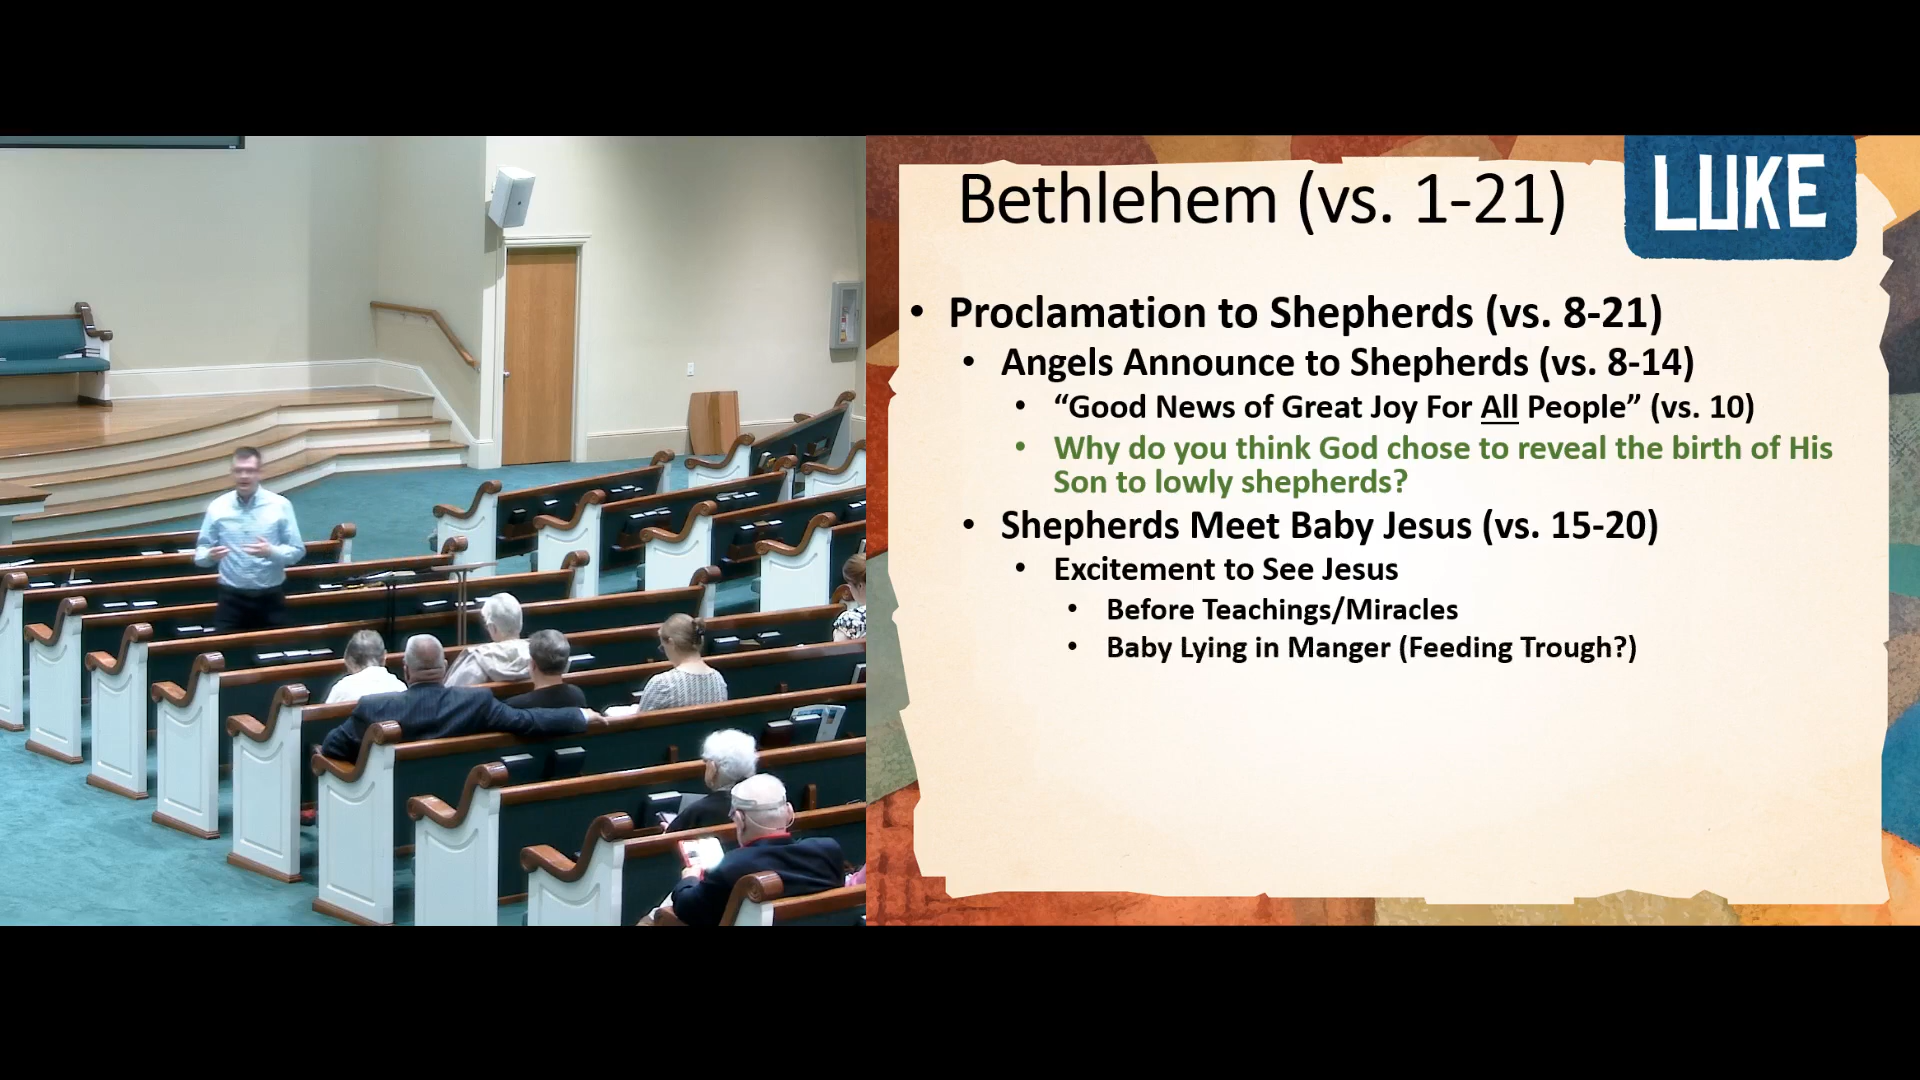 Bethlehem (vs. 1-21)
LUKE
• Proclamation to Shepherds (vs. 8-21)
• Angels Announce to Shepherds (vs. 8-14)
• “Good News of Great Joy For All People” (vs. 10)
• Why do you think God chose to reveal the birth of His
Son to lowly shepherds?
• Shepherds Meet Baby Jesus (vs. 15-20)
• Excitement to See Jesus
• Before Teachings/Miracles
• Baby Lying in Manger (Feeding Trough?)